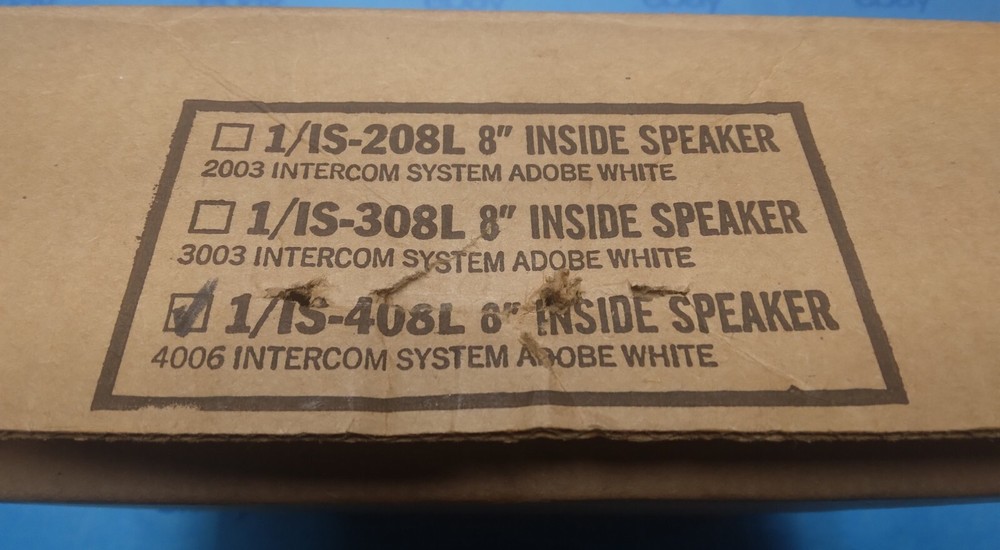 1/IS-208L 8" INSIDE SPEAKER
2003 INTERCOM SYSTEM ADOBE WHITE
1/IS-308L 8" INSIDE SPEAKER
3003 INTERCOM SYSTEM ADOBE WHITE
1/IS-408L 8" INSIDE SPEAKER
4006 INTERCOM SYSTEM ADOBE WHITE